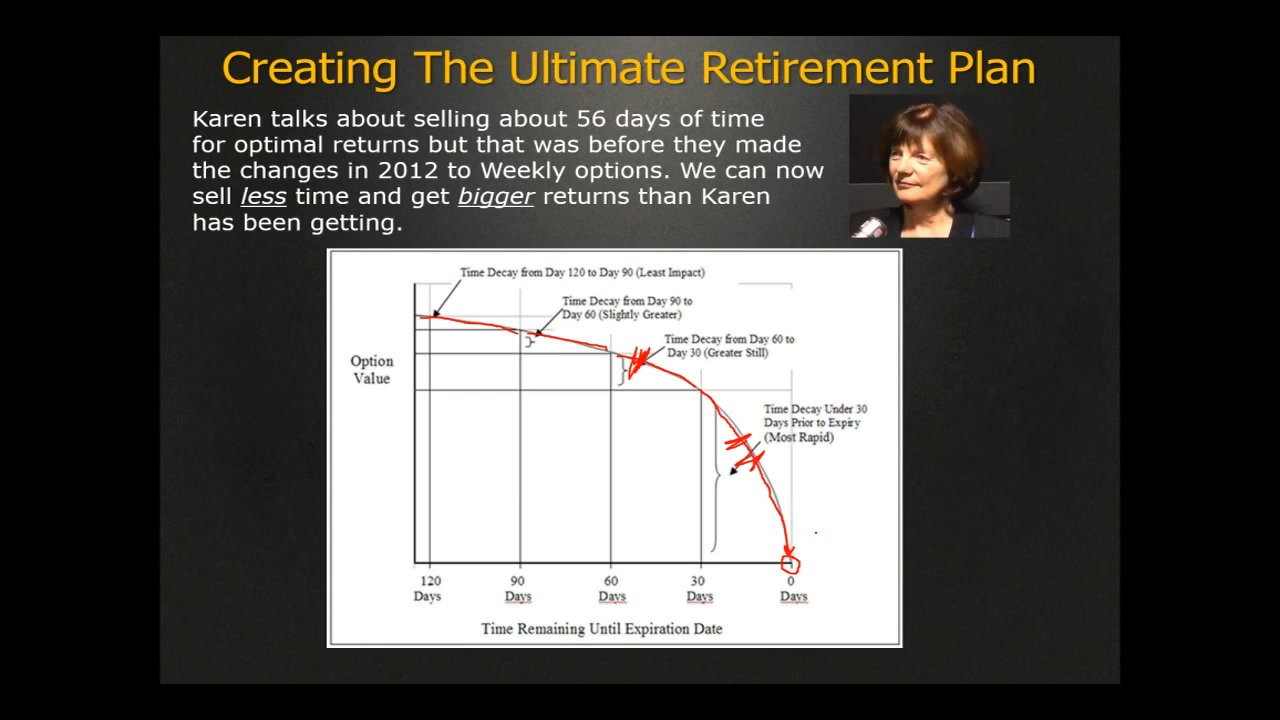 Creating The Ultimate Retirement Plan
Karen talks about selling about 56 days of time
for optimal returns but that was before they made
the changes in 2012 to Weekly options. We can now
sell less time and get bigger returns than Karen
has been getting.
Time Decay from Day 120 to Day 90 (Least Impact)
Time Decay from Day 90 to
Day 60 (Slightly Greater)
Time Decay from Day 60 to
Day 30 (Greater Still)
Option
Value
Time Decay Under 30
Days Prior to Expiry
(Most Rapid)
120 90 60 30 0
Days Days Days Days Days
Time Remaining Until Expiration Date